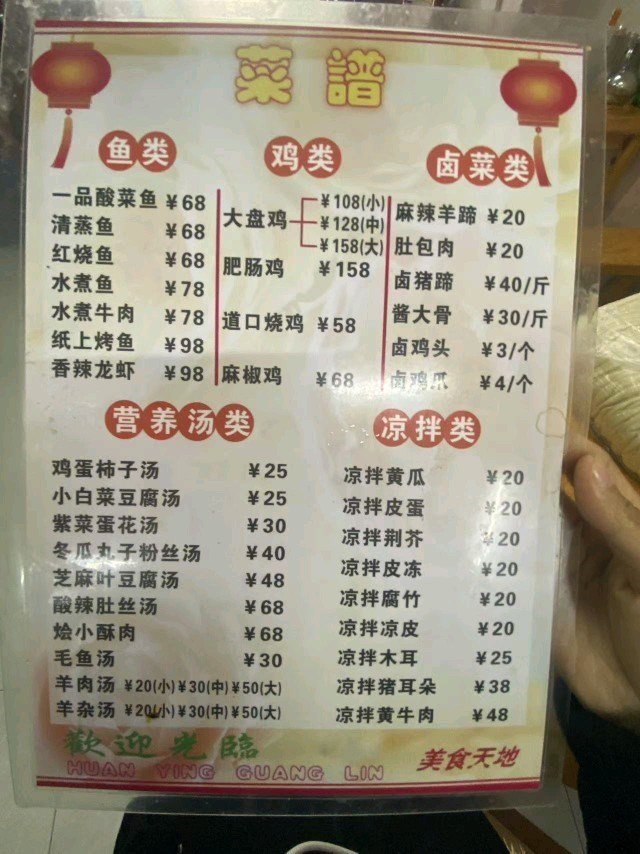 菜譜
鱼类
一品酸菜鱼 ¥68
清蒸鱼 ¥68
红烧鱼 ¥68
水煮鱼 ¥78
水煮牛肉 ¥78
纸上烤鱼 ¥98
香辣龙虾 ¥98
鸡类
大盘鸡 ¥108(小)
¥128(中)
¥158(大)
肥肠鸡 ¥158
道口烧鸡 ¥58
麻椒鸡 ¥68
卤菜类
麻辣羊蹄 ¥20
肚包肉 ¥20
卤猪蹄 ¥40/斤
酱大骨 ¥30/斤
卤鸡头 ¥3/个
卤鸡爪 ¥4/个
营养汤类
鸡蛋柿子汤 ¥25
小白菜豆腐汤 ¥25
紫菜蛋花汤 ¥30
冬瓜丸子粉丝汤 ¥40
芝麻叶豆腐汤 ¥48
酸辣肚丝汤 ¥68
烩小酥肉 ¥68
毛鱼汤 ¥30
羊肉汤 ¥20(小)¥30(中)¥50(大)
羊杂汤 ¥20(小)¥30(中)¥50(大)
凉拌类
凉拌黄瓜 ¥20
凉拌皮蛋 ¥20
凉拌荆芥 ¥20
凉拌皮冻 ¥20
凉拌腐竹 ¥20
凉拌凉皮 ¥20
凉拌木耳 ¥25
凉拌猪耳朵 ¥38
凉拌黄牛肉 ¥48
歡迎光臨
HUAN YING GUANG LIN
美食天地